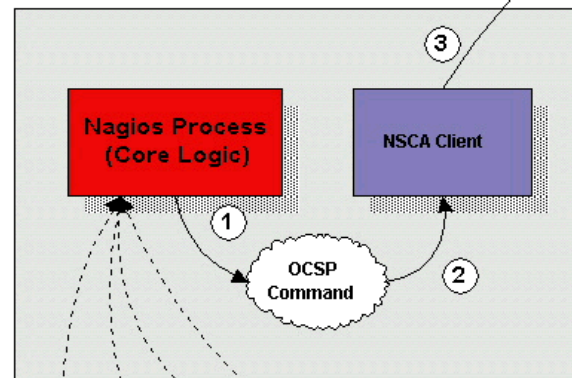 3
Nagios Process
(Core Logic)
NSCA Client
1
OCSP
Command
2